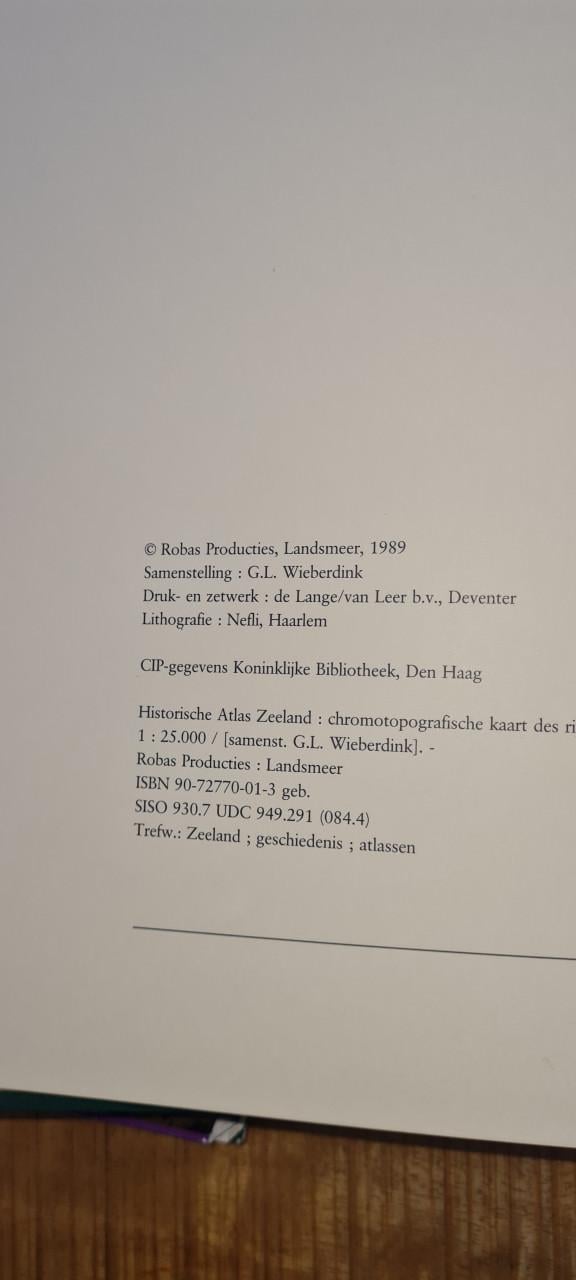 © Robas Producties, Landsmeer, 1989
Samenstelling : G.L. Wieberdink
Druk- en zetwerk : de Lange/van Leer b.v., Deventer
Lithografie : Nefli, Haarlem
CIP-gegevens Koninklijke Bibliotheek, Den Haag
Historische Atlas Zeeland : chromotopografische kaart des
1 : 25.000 / [samenst. G.L. Wieberdink]. -
Robas Producties : Landsmeer
ISBN 90-72770-01-3 geb.
SISO 930.7 UDC 949.291 (084.4)
Trefw.: Zeeland ; geschiedenis ; atlassen